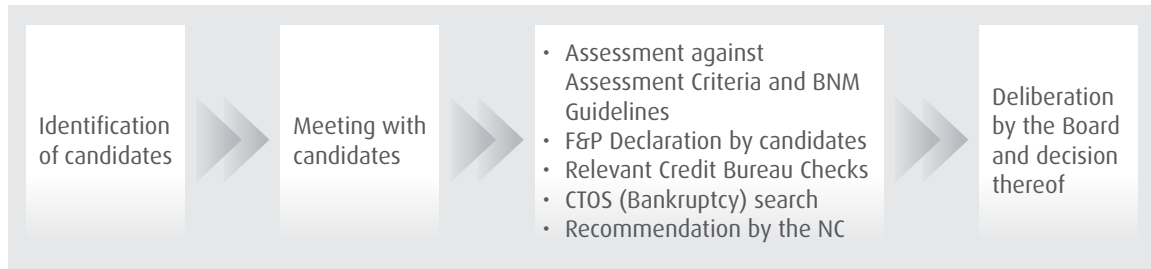 Identification
of candidates
Meeting with
candidates
• Assessment against
Assessment Criteria and BNM
Guidelines
• F&P Declaration by candidates
• Relevant Credit Bureau Checks
• CTOS (Bankruptcy) search
• Recommendation by the NC
Deliberation
by the Board
and decision
thereof